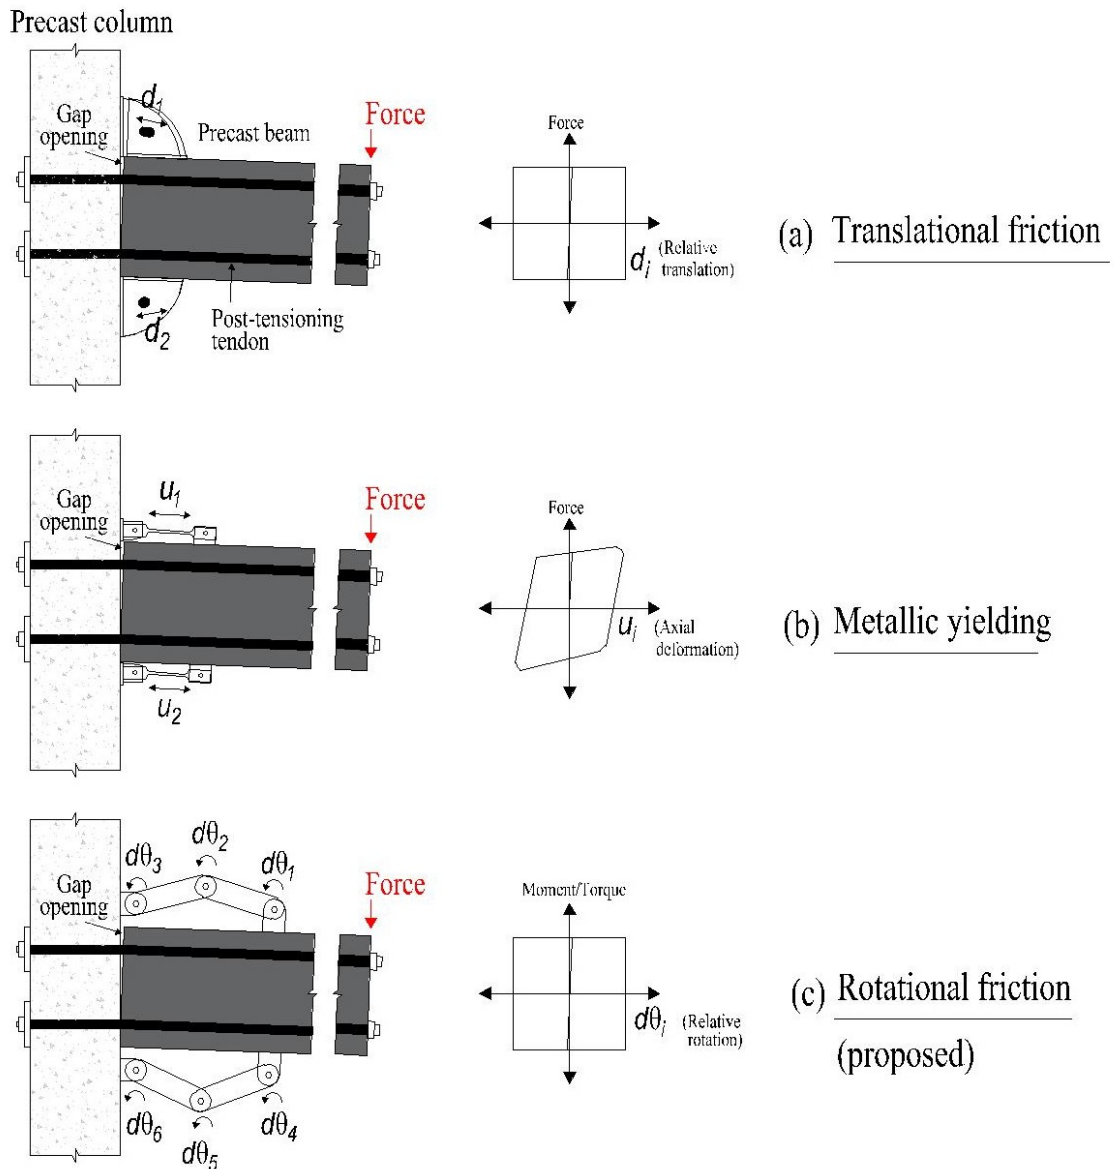 Precast column
Gap
opening
d1
Precast beam
Force
d2
Post-tensioning
tendon
Force
di (Relative
translation)
(a) Translational friction
Gap
opening
u1
Force
u2
Force
ui (Axial
deformation)
(b) Metallic yielding
Gap
opening
dθ3
dθ2
dθ1
Force
dθ6
dθ5
dθ4
Moment/Torque
dθi (Relative
rotation)
(c) Rotational friction
(proposed)